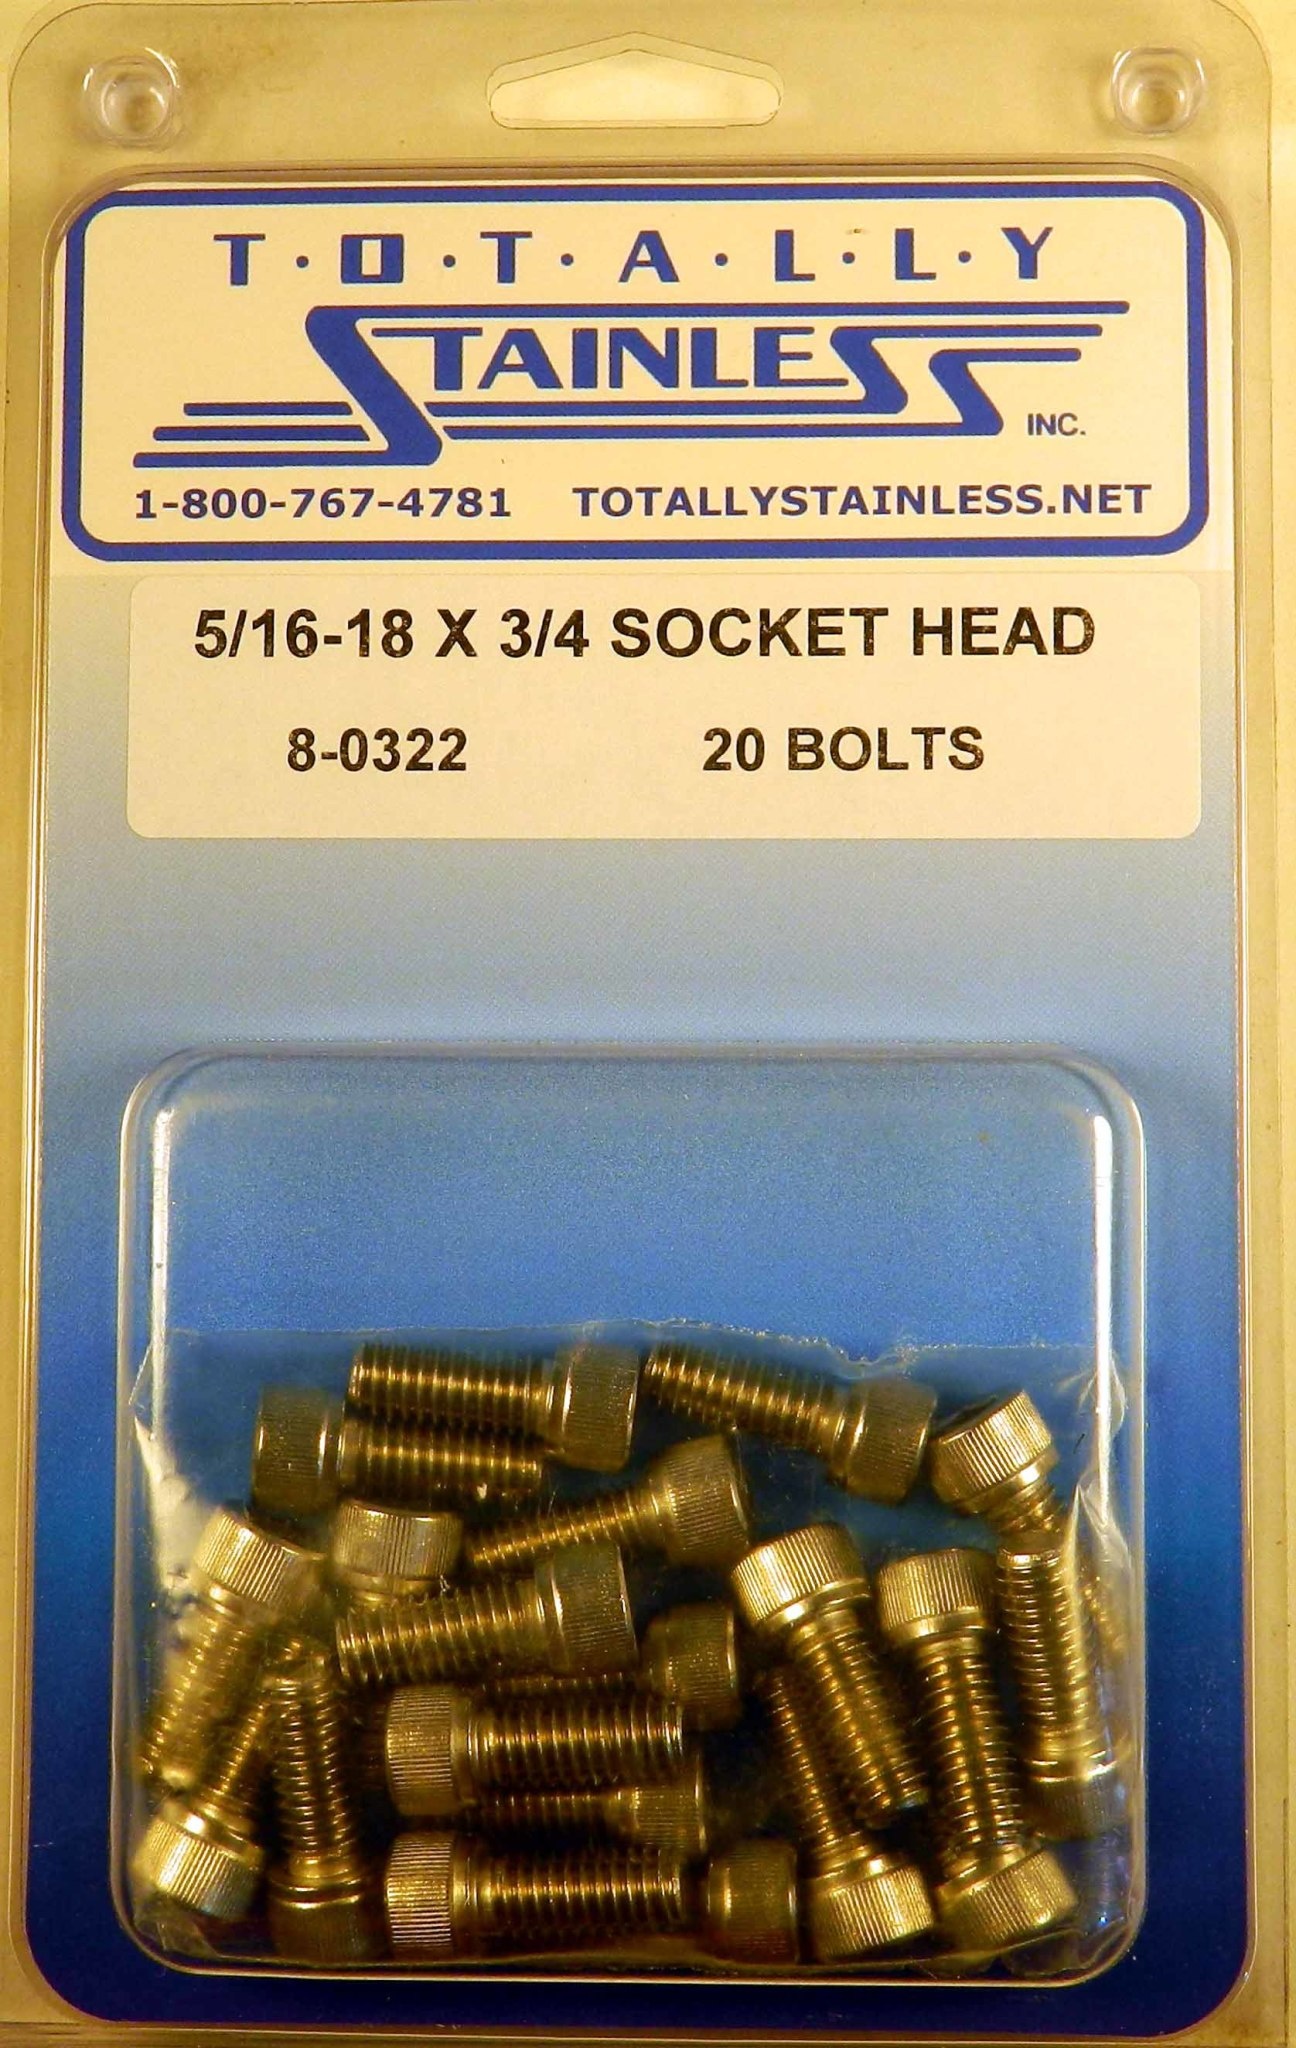 T·O·T·A·L·L·Y
STAINLESS INC.
1-800-767-4781 TOTALLYSTAINLESS.NET
5/16-18 X 3/4 SOCKET HEAD
8-0322 20 BOLTS